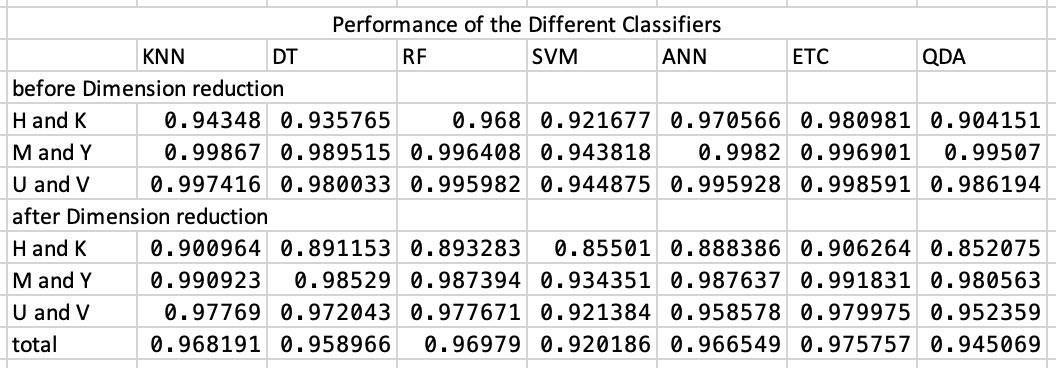 Performance of the Different Classifiers
KNN DT RF SVM ANN ETC QDA
before Dimension reduction
H and K 0.94348 0.935765 0.968 0.921677 0.970566 0.980981 0.904151
M and Y 0.99867 0.989515 0.996408 0.943818 0.9982 0.996901 0.99507
U and V 0.997416 0.980033 0.995982 0.944875 0.995928 0.998591 0.986194
after Dimension reduction
H and K 0.900964 0.891153 0.893283 0.85501 0.888386 0.906264 0.852075
M and Y 0.990923 0.98529 0.987394 0.934351 0.987637 0.991831 0.980563
U and V 0.97769 0.972043 0.977671 0.921384 0.958578 0.979975 0.952359
total 0.968191 0.958966 0.96979 0.920186 0.966549 0.975757 0.945069